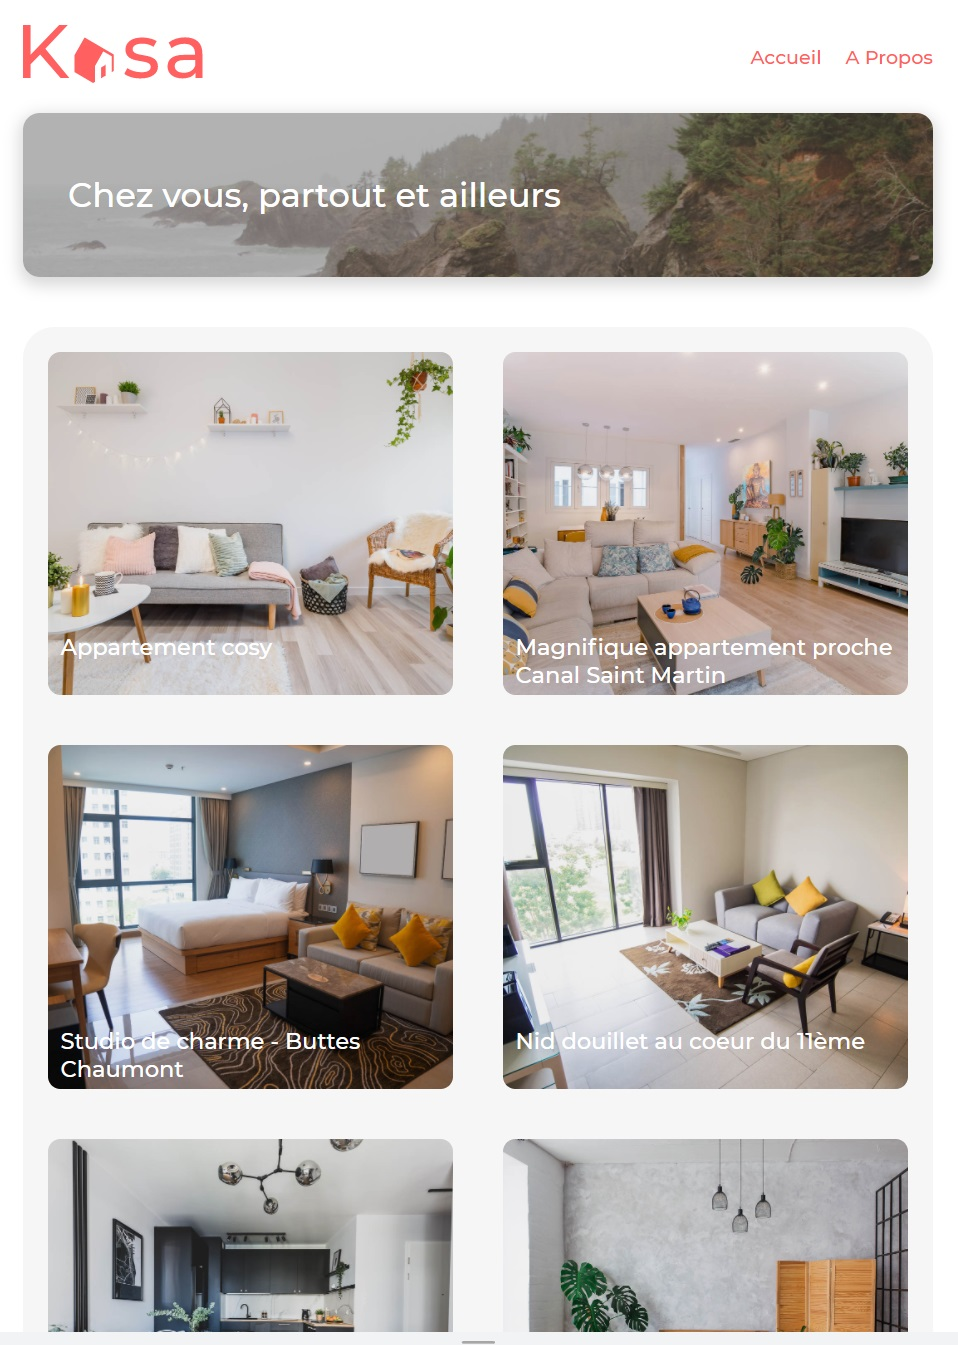 Kasa
Accueil A Propos
Chez vous, partout et ailleurs
Appartement cosy
Magnifique appartement proche
Canal Saint Martin
Studio de charme - Buttes
Chaumont
Nid douillet au coeur du 11ème